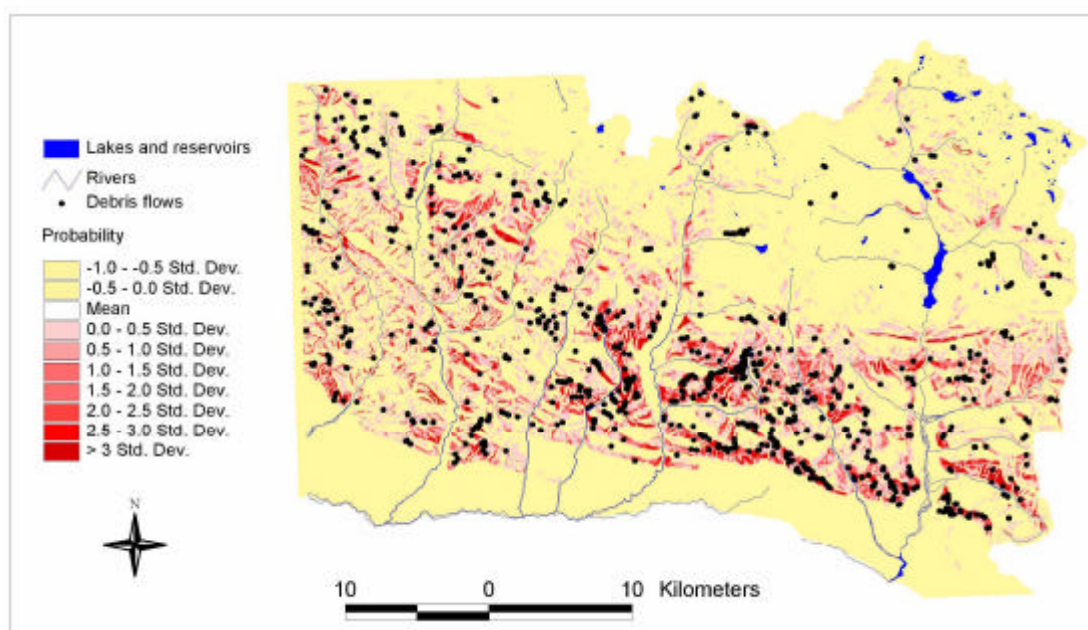 Lakes and reservoirs
Rivers
Debris flows
Probability
-1.0 - -0.5 Std. Dev.
-0.5 - 0.0 Std. Dev.
Mean
0.0 - 0.5 Std. Dev.
0.5 - 1.0 Std. Dev.
1.0 - 1.5 Std. Dev.
1.5 - 2.0 Std. Dev.
2.0 - 2.5 Std. Dev.
2.5 - 3.0 Std. Dev.
> 3 Std. Dev.
N
10 0 10 Kilometers